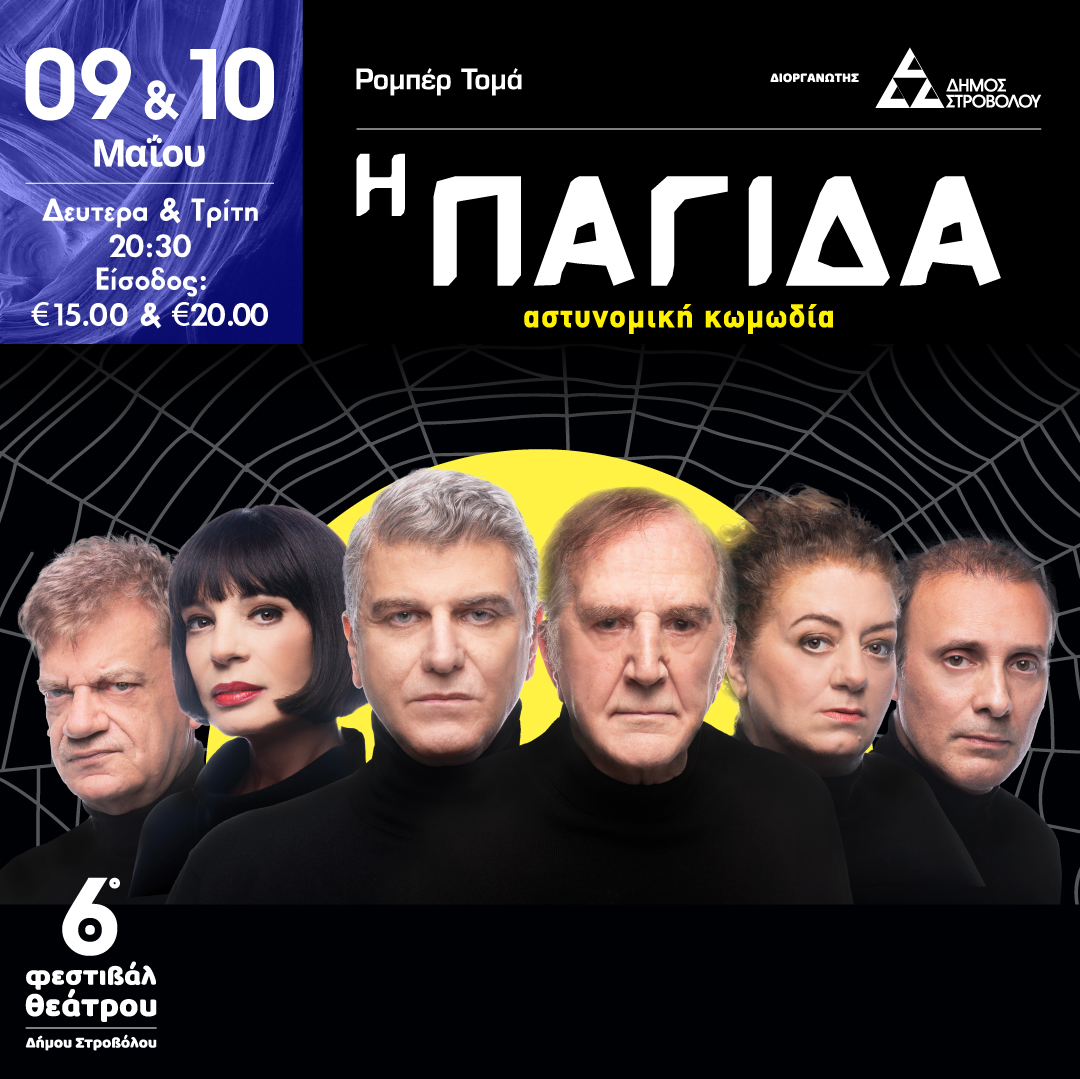 09 & 10
Μαΐου
Δευτερα & Τρίτη
20:30
Είσοδος:
€15.00 & €20.00
Ρομπέρ Τομά
ΔΙΟΡΓΑΝΩΤΗΣ
ΔΗΜΟΣ
ΣΤΡΟΒΟΛΟΥ
Η ΠΑΓΙΔΑ
αστυνομική κωμωδία
6°
φεστιβάλ
θεάτρου
Δήμου Στροβόλου